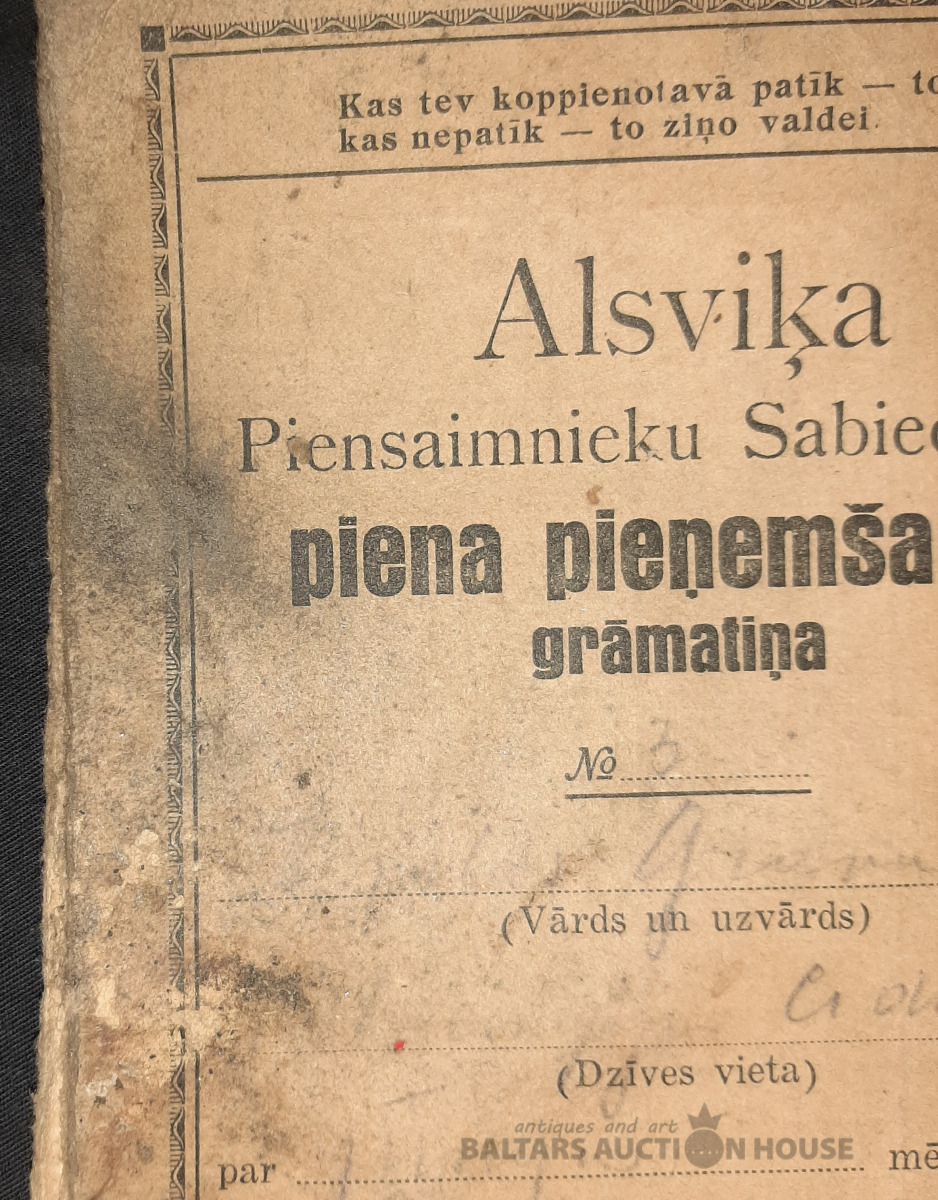 Kas tev koppienotavā patīk — to
kas nepatīk — to ziņo valdei.
Alsviķa
Piensaimnieku Sabied
piena pieņemša
grāmatiņa
№ 3
(Vārds un uzvārds)
(Dzīves vieta)
antiques and art
BALTARS AUCTION HOUSE
par mē